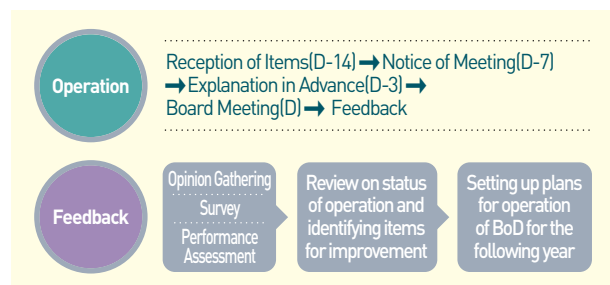 Operation
Reception of Items(D-14) ➞ Notice of Meeting(D-7)
➞ Explanation in Advance(D-3) ➞
Board Meeting(D) ➞ Feedback
Feedback
Opinion Gathering
Survey
Performance
Assessment
Review on status
of operation and
identifying items
for improvement
Setting up plans
for operation
of BoD for the
following year